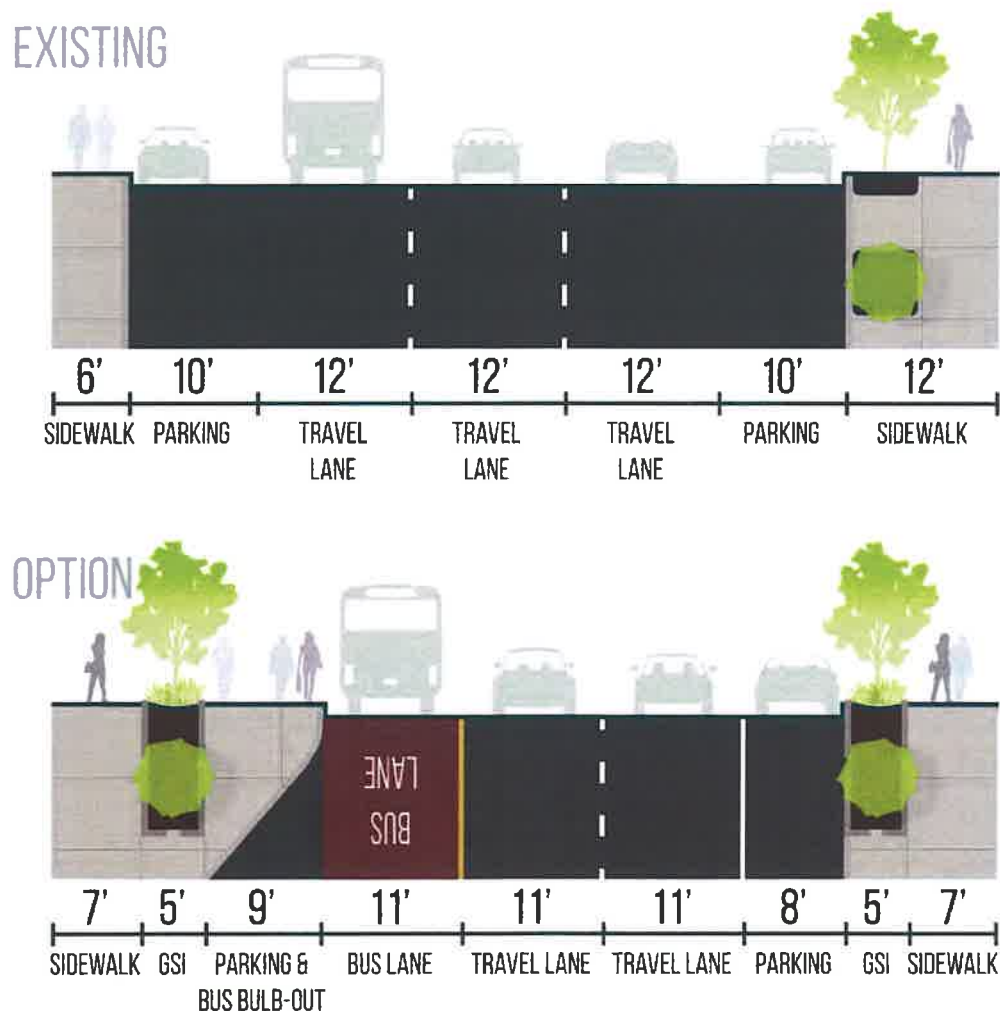 EXISTING
6' 10' 12' 12' 12' 10' 12'
SIDEWALK PARKING TRAVEL LANE TRAVEL LANE TRAVEL LANE PARKING SIDEWALK
OPTION
BUS LANE
7' 5' 9' 11' 11' 11' 8' 5' 7'
SIDEWALK GSI PARKING & BUS BULB-OUT BUS LANE TRAVEL LANE TRAVEL LANE PARKING GSI SIDEWALK